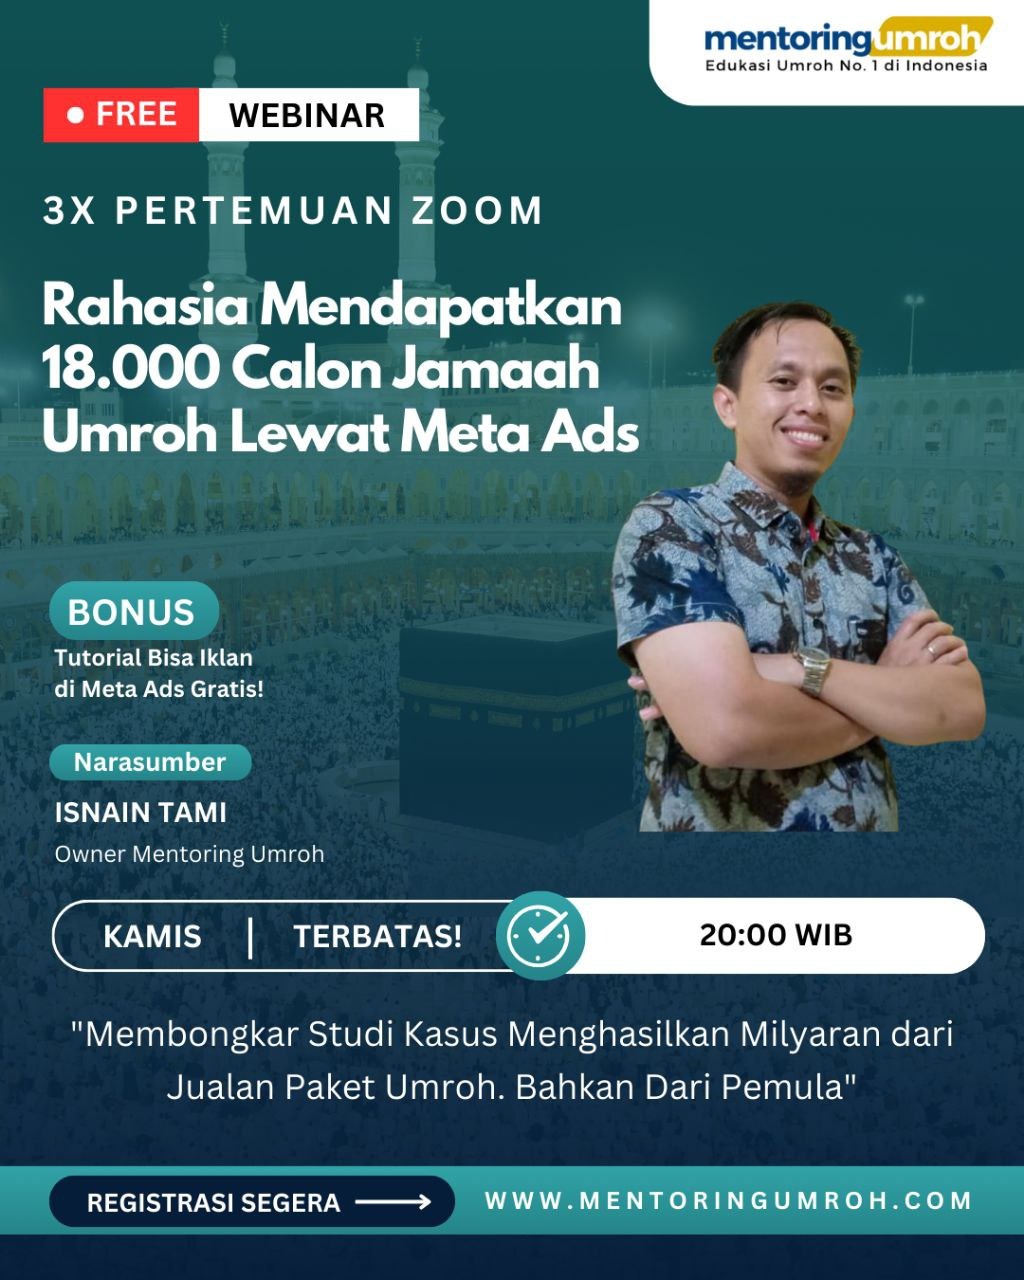 mentoringumroh
Edukasi Umroh No. 1 di Indonesia
FREE WEBINAR
3X PERTEMUAN ZOOM
Rahasia Mendapatkan
18.000 Calon Jamaah
Umroh Lewat Meta Ads
BONUS
Tutorial Bisa Iklan
di Meta Ads Gratis!
Narasumber
ISNAIN TAMI
Owner Mentoring Umroh
KAMIS | TERBATAS! 20:00 WIB
"Membongkar Studi Kasus Menghasilkan Milyaran dari
Jualan Paket Umroh. Bahkan Dari Pemula"
REGISTRASI SEGERA WWW.MENTORINGUMROH.COM